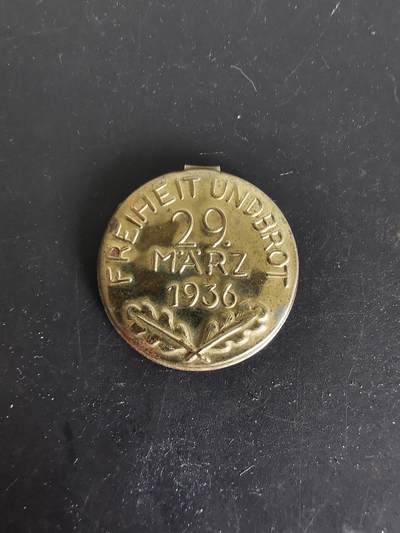 FREIHEIT UND BROT
29.
MÄRZ
1936